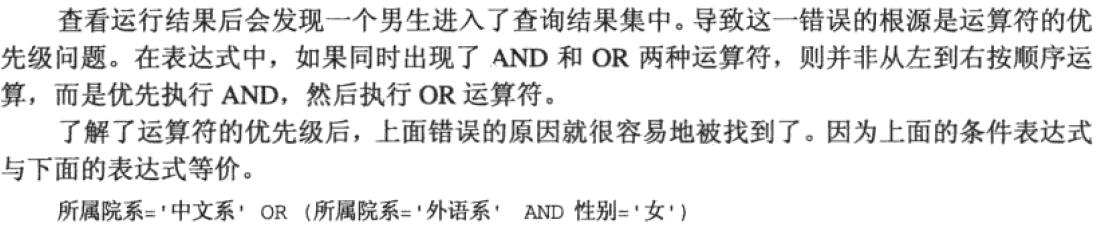 查看运行结果后会发现一个男生进入了查询结果集中。导致这一错误的根源是运算符的优
先级问题。在表达式中，如果同时出现了 AND 和 OR 两种运算符，则并非从左到右按顺序运
算，而是优先执行 AND，然后执行 OR 运算符。
了解了运算符的优先级后，上面错误的原因就很容易地被找到了。因为上面的条件表达式
与下面的表达式等价。
所属院系='中文系' OR (所属院系='外语系' AND 性别='女')